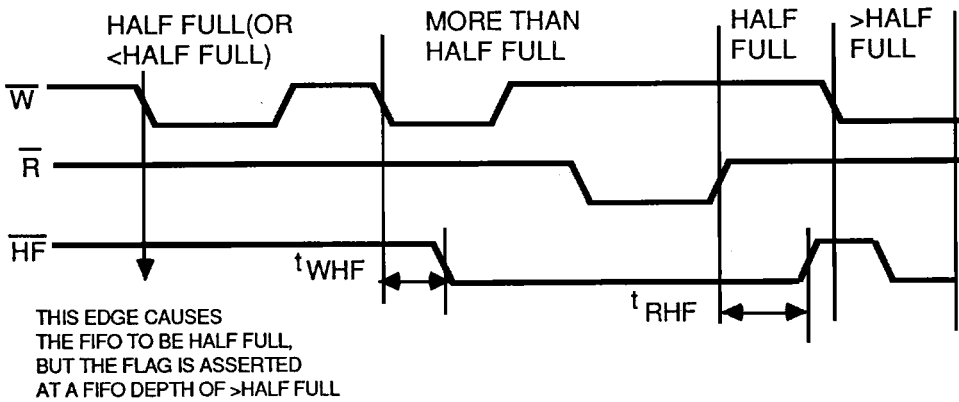 HALF FULL(OR
<HALF FULL)
MORE THAN
HALF FULL
HALF
FULL
>HALF
FULL
W
R
HF
tWHF
tRHF
THIS EDGE CAUSES
THE FIFO TO BE HALF FULL,
BUT THE FLAG IS ASSERTED
AT A FIFO DEPTH OF >HALF FULL